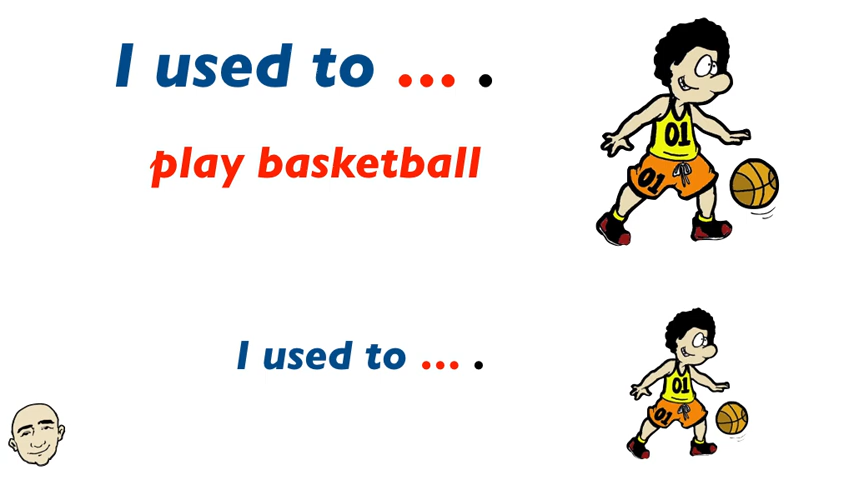 I used to ... .
play basketball
01
01
I used to ... .
01
01